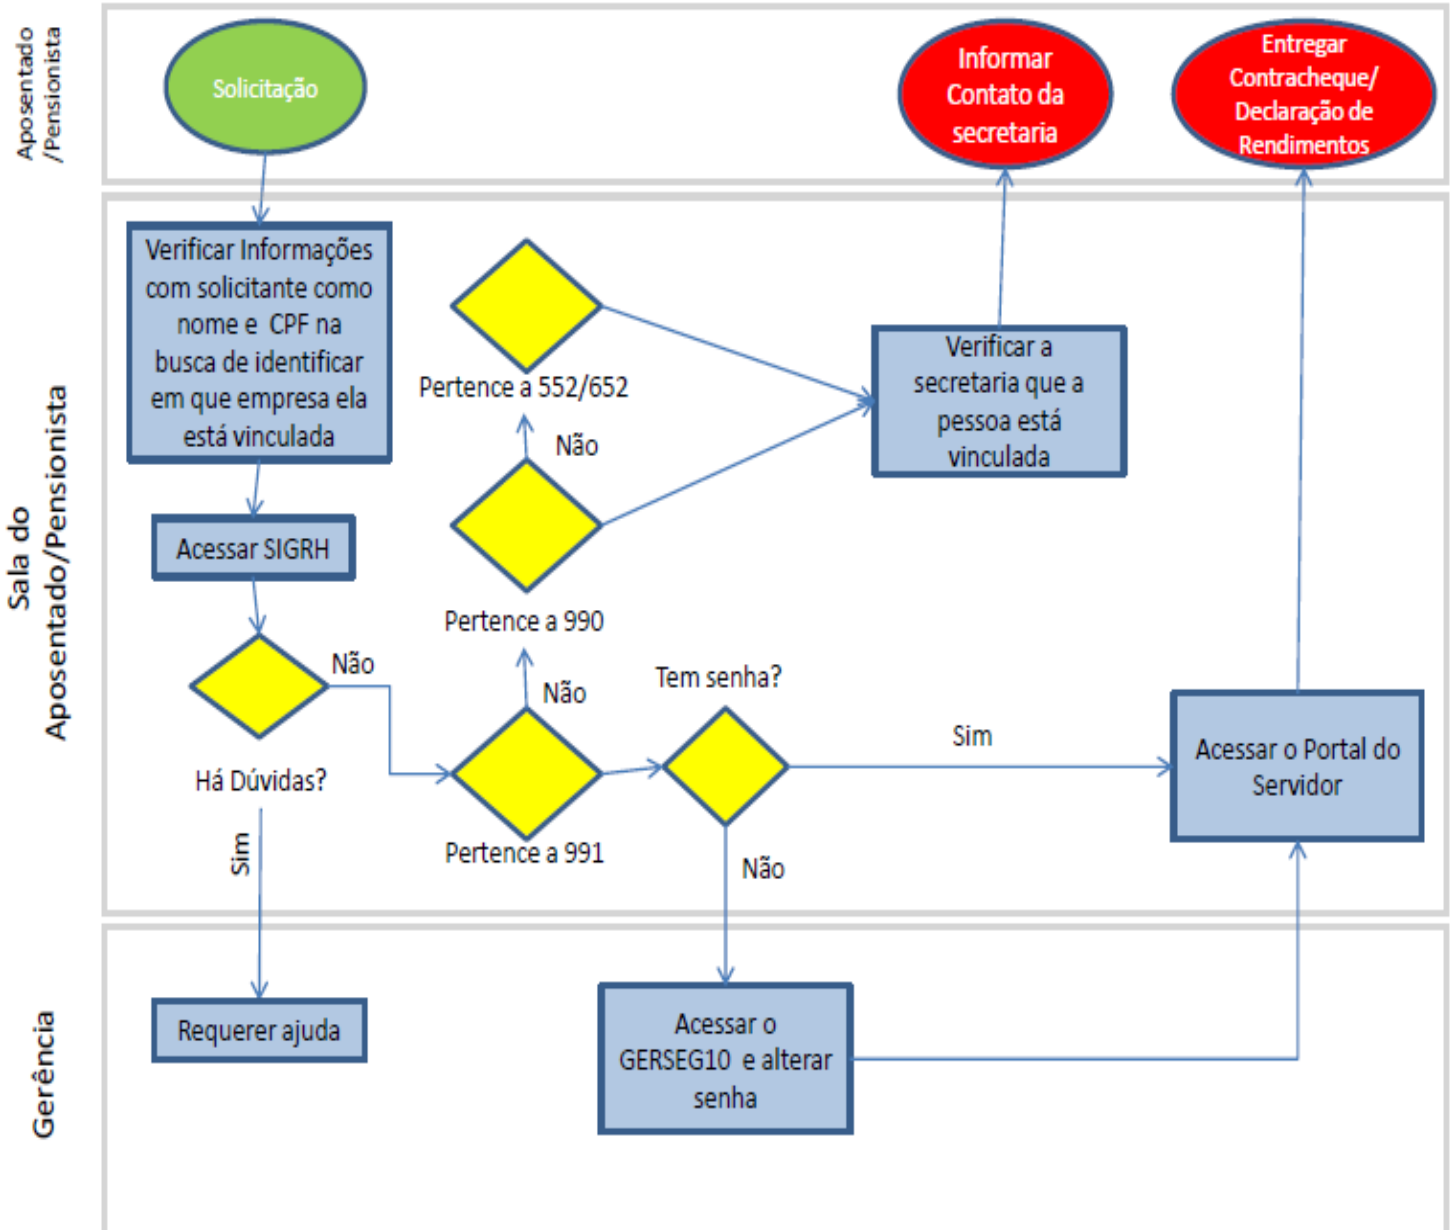 Aposentado
/Pensionista
Solicitação
Informar
Contato da
secretaria
Entregar
Contracheque/
Declaração de
Rendimentos
Sala do
Aposentado/Pensionista
Verificar Informações
com solicitante como
nome e CPF na
busca de identificar
em que empresa ela
está vinculada
Pertence a 552/652
Não
Verificar a
secretaria que a
pessoa está
vinculada
Acessar SIGRH
Pertence a 990
Não
Não
Tem senha?
Sim
Acessar o Portal do
Servidor
Há Dúvidas?
Sim
Pertence a 991
Não
Gerência
Requerer ajuda
Acessar o
GERSEG10 e alterar
senha